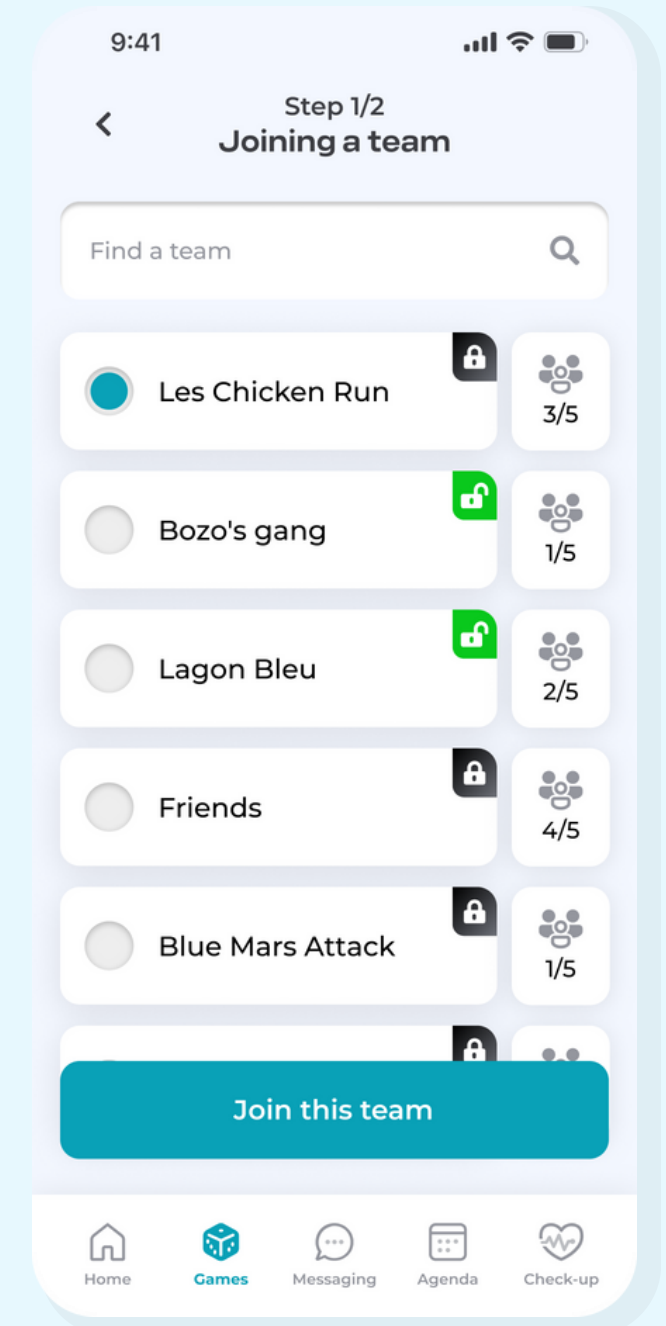 9:41
Step 1/2
Joining a team
Find a team
Les Chicken Run
3/5
Bozo's gang
1/5
Lagon Bleu
2/5
Friends
4/5
Blue Mars Attack
1/5
Join this team
Home Games Messaging Agenda Check-up